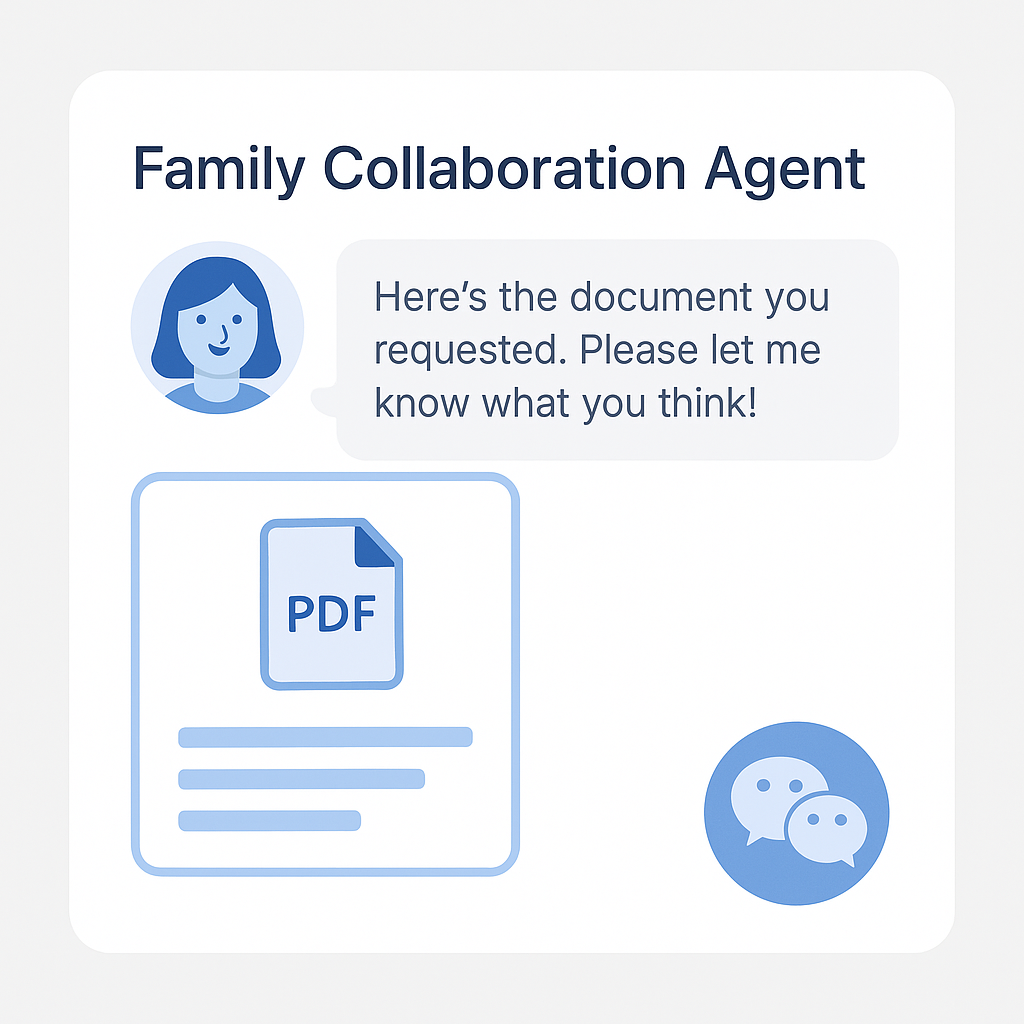 Family Collaboration Agent
Here’s the document you
requested. Please let me
know what you think!
PDF